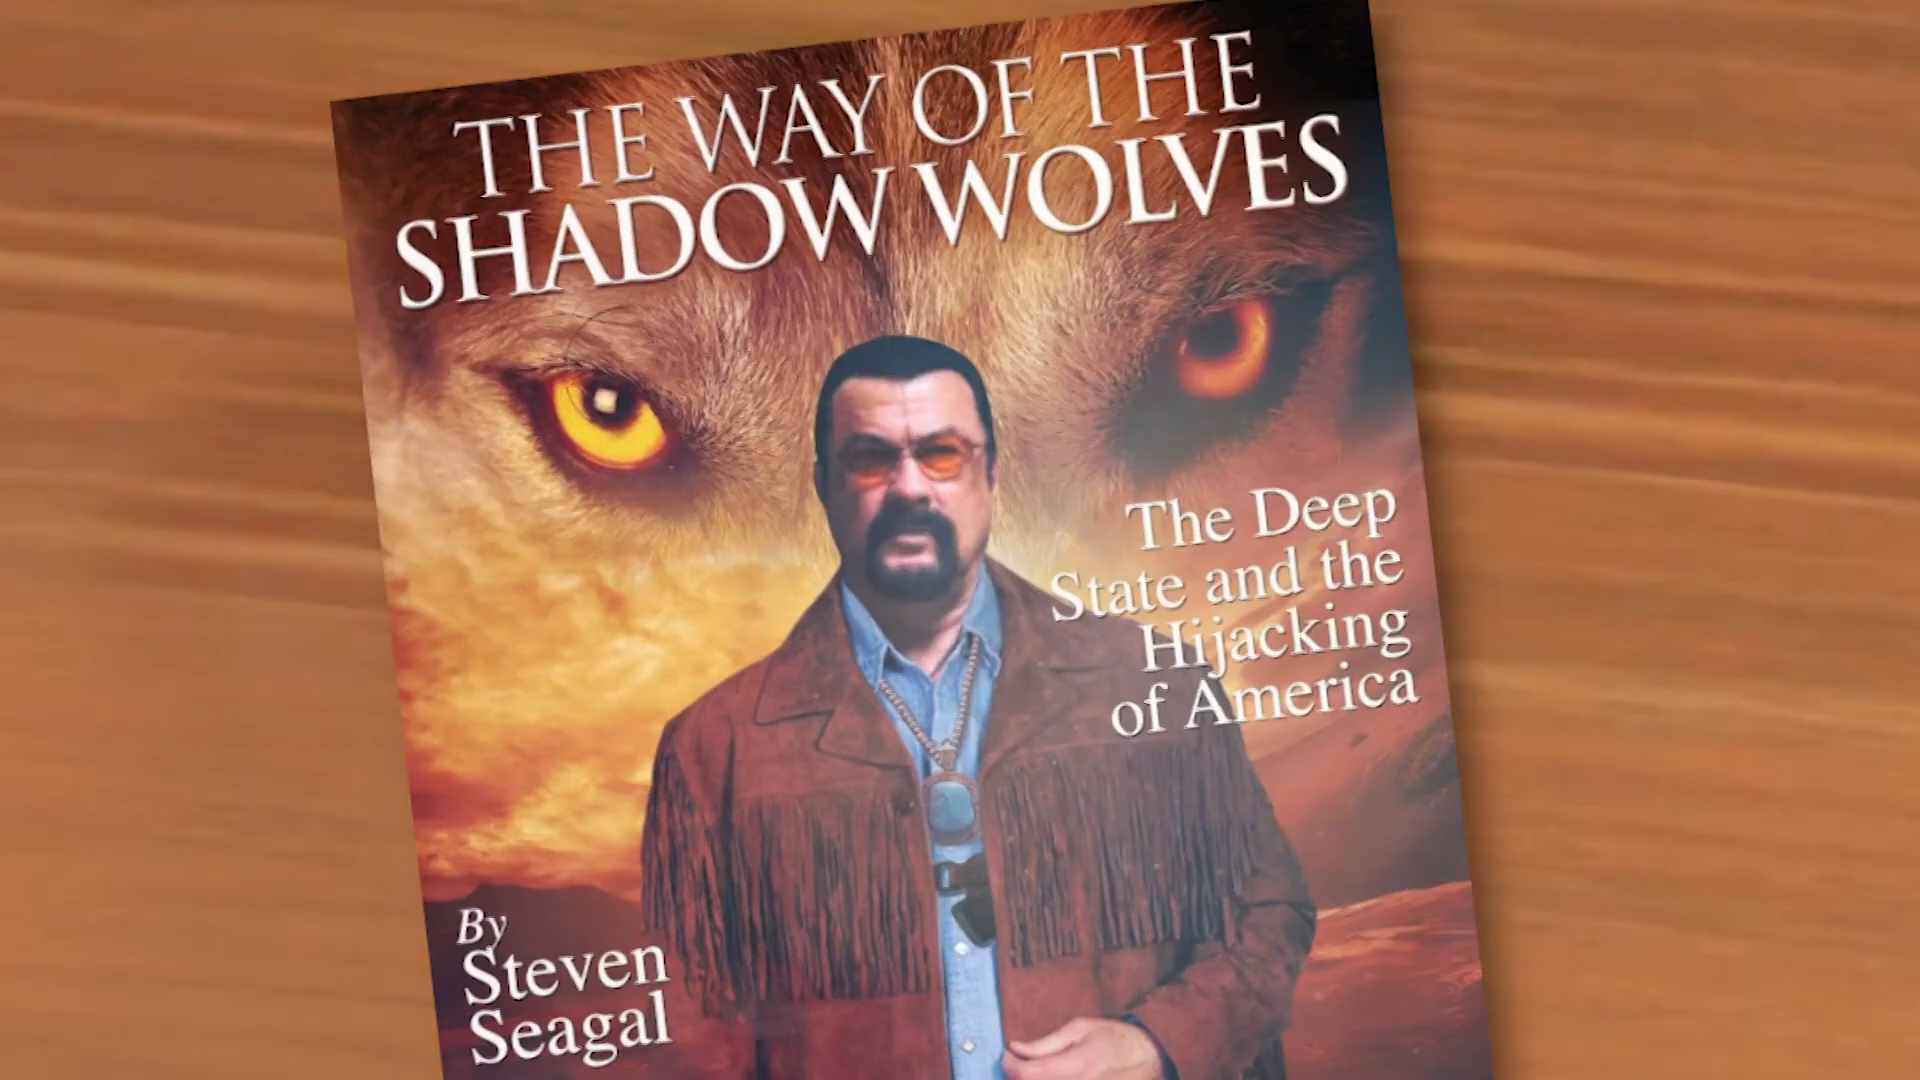 THE WAY OF THE
SHADOW WOLVES
The Deep
State and the
Hijacking
of America
By
Steven
Seagal